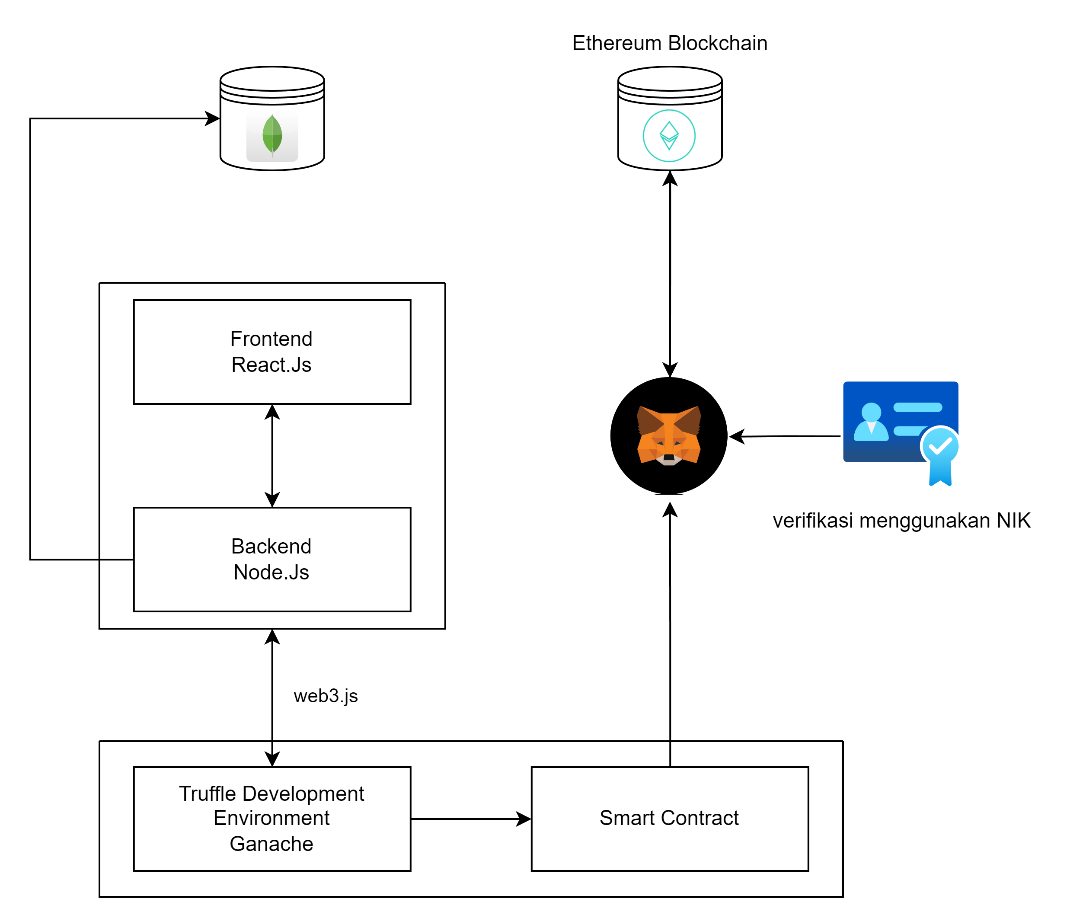 Ethereum Blockchain
Frontend
React.Js
Backend
Node.Js
verifikasi menggunakan NIK
web3.js
Truffle Development
Environment
Ganache
Smart Contract